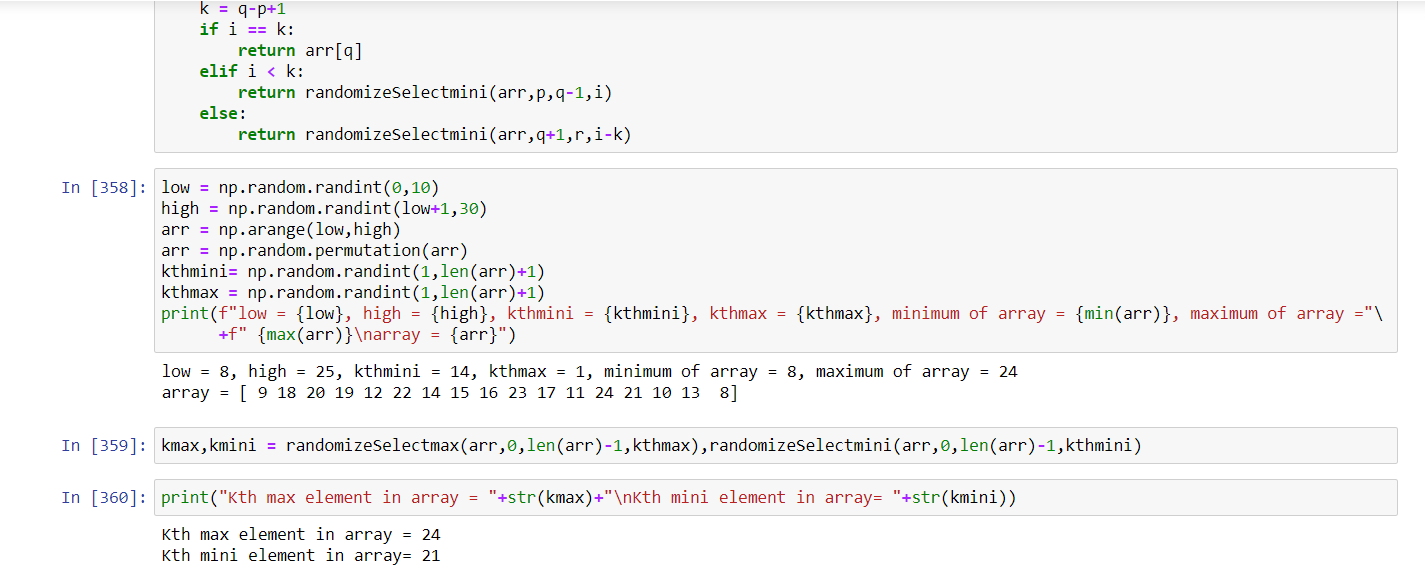 k = q-p+1
if i == k:
return arr[q]
elif i < k:
return randomizeSelectmini(arr,p,q-1,i)
else:
return randomizeSelectmini(arr,q+1,r,i-k)
In [358]: low = np.random.randint(0,10)
high = np.random.randint(low+1,30)
arr = np.arange(low,high)
arr = np.random.permutation(arr)
kthmini= np.random.randint(1,len(arr)+1)
kthmax = np.random.randint(1,len(arr)+1)
print(f"low = {low}, high = {high}, kthmini = {kthmini}, kthmax = {kthmax}, minimum of array = {min(arr)}, maximum of array ="\
+f" {max(arr)}\narray = {arr}")
low = 8, high = 25, kthmini = 14, kthmax = 1, minimum of array = 8, maximum of array = 24
array = [ 9 18 20 19 12 22 14 15 16 23 17 11 24 21 10 13  8]
In [359]: kmax,kmini = randomizeSelectmax(arr,0,len(arr)-1,kthmax),randomizeSelectmini(arr,0,len(arr)-1,kthmini)
In [360]: print("Kth max element in array = "+str(kmax)+"\nKth mini element in array= "+str(kmini))
Kth max element in array = 24
Kth mini element in array= 21